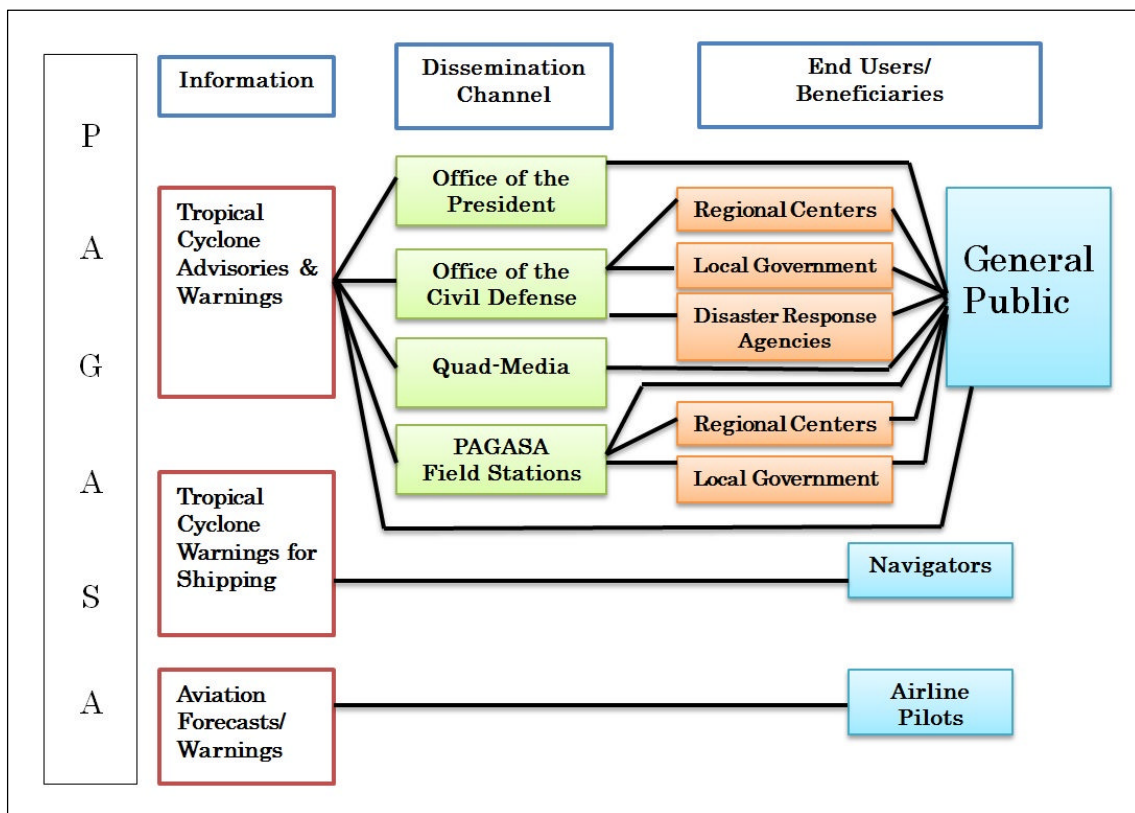 P
A
G
A
S
A
Information
Dissemination
Channel
End Users/
Beneficiaries
Tropical
Cyclone
Advisories &
Warnings
Office of the
President
Office of the
Civil Defense
Quad-Media
PAGASA
Field Stations
Regional Centers
Local Government
Disaster Response
Agencies
Regional Centers
Local Government
General
Public
Tropical
Cyclone
Warnings for
Shipping
Navigators
Aviation
Forecasts/
Warnings
Airline
Pilots